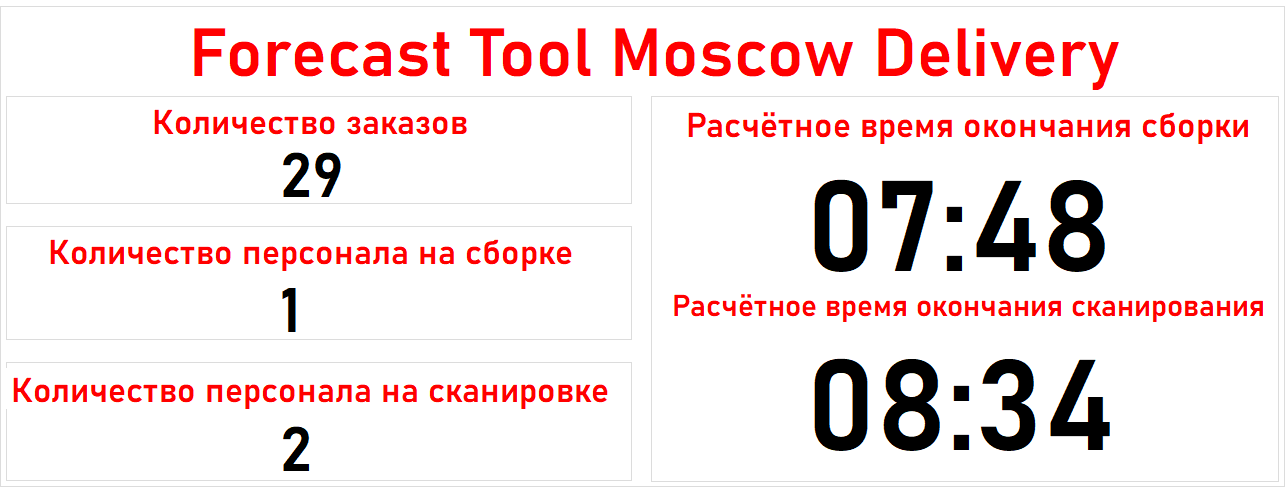 Forecast Tool Moscow Delivery
Количество заказов
29
Количество персонала на сборке
1
Количество персонала на сканировке
2
Расчётное время окончания сборки
07:48
Расчётное время окончания сканирования
08:34